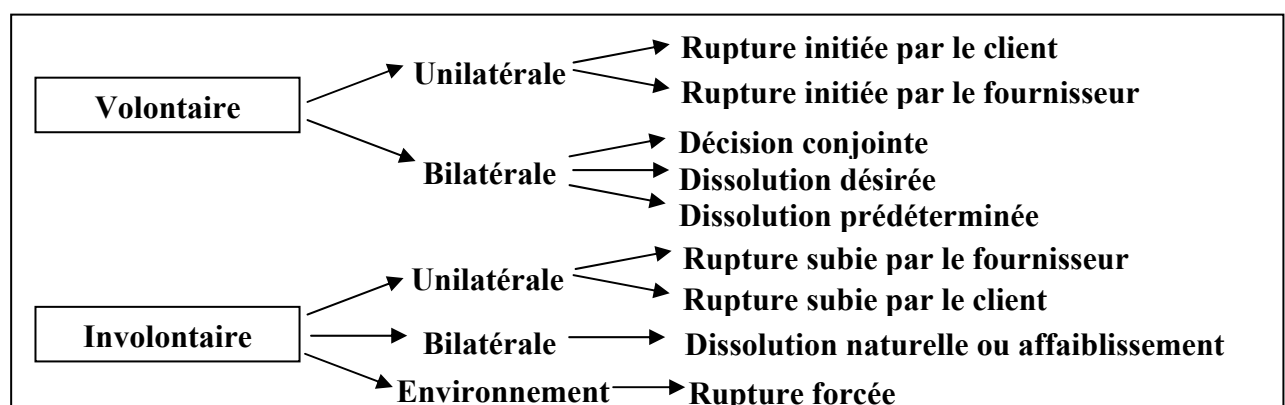 Volontaire
Unilatérale
Rupture initiée par le client
Rupture initiée par le fournisseur
Bilatérale
Décision conjointe
Dissolution désirée
Dissolution prédéterminée
Involontaire
Unilatérale
Rupture subie par le fournisseur
Rupture subie par le client
Bilatérale
Dissolution naturelle ou affaiblissement
Environnement
Rupture forcée